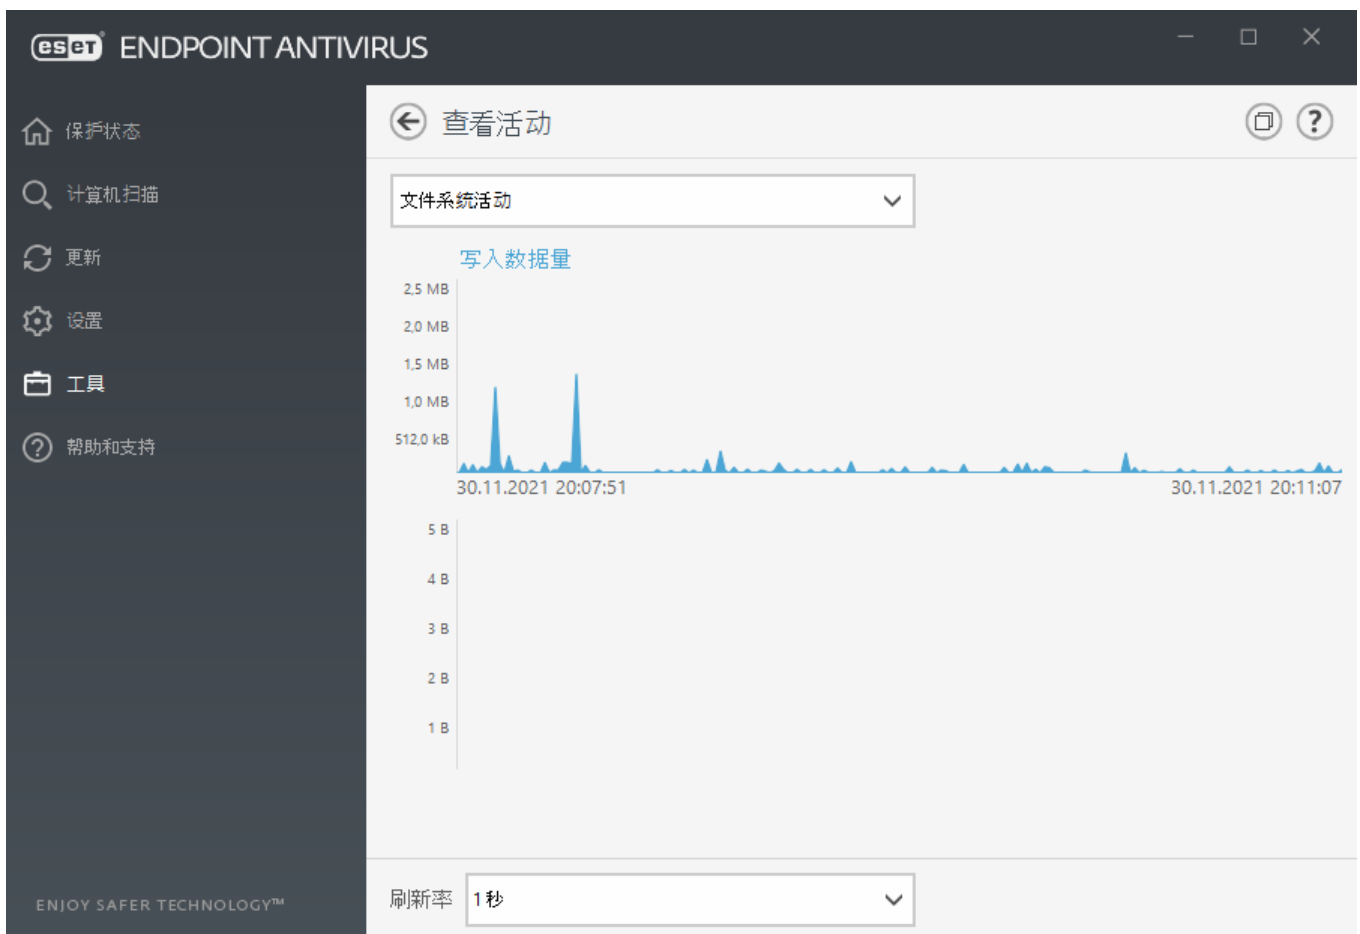 eset ENDPOINT ANTIVIRUS
保护状态
计算机扫描
更新
设置
工具
帮助和支持
ENJOY SAFER TECHNOLOGY™
查看活动
?
文件系统活动
写入数据量
2,5 MB
2,0 MB
1,5 MB
1,0 MB
512,0 kB
30.11.2021 20:07:51
30.11.2021 20:11:07
5 B
4 B
3 B
2 B
1 B
刷新率 1 秒